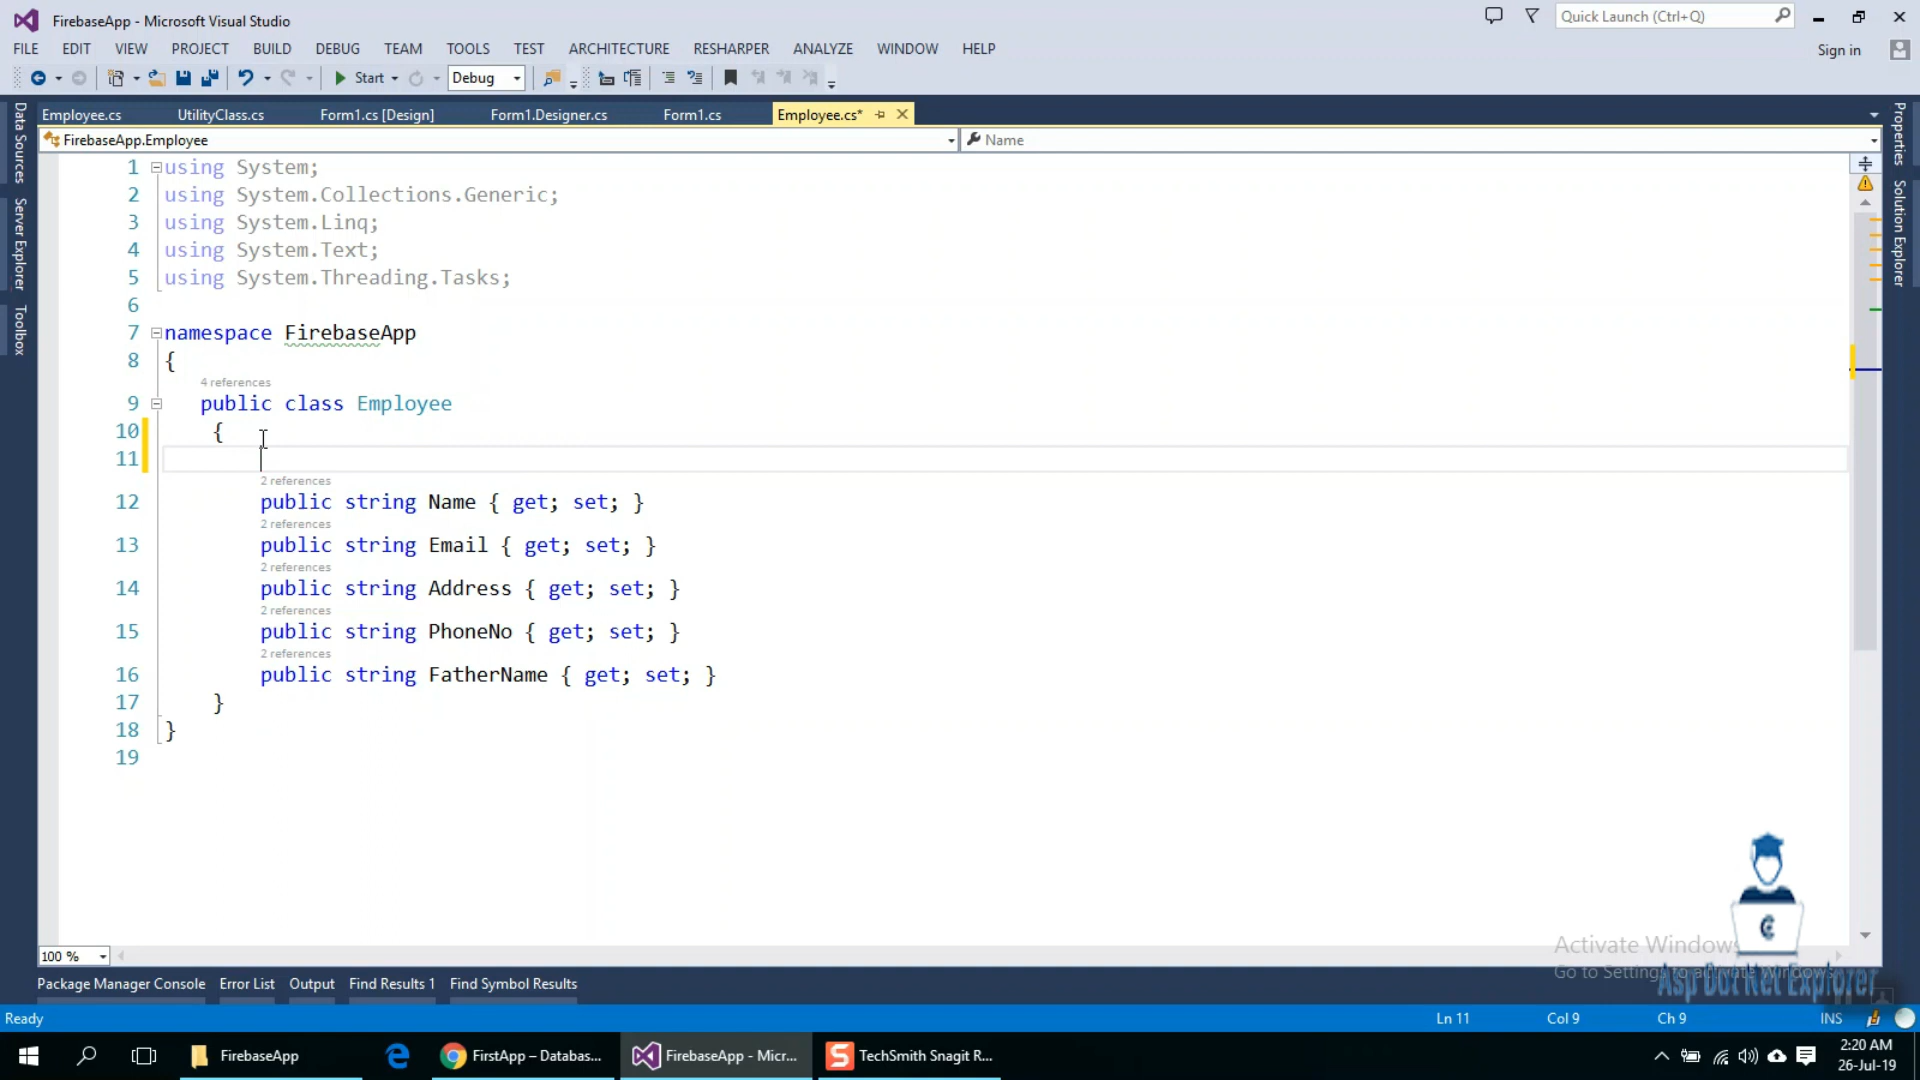 FirebaseApp - Microsoft Visual Studio
Quick Launch (Ctrl+Q)
FILE EDIT VIEW PROJECT BUILD DEBUG TEAM TOOLS TEST ARCHITECTURE RESHARPER ANALYZE WINDOW HELP
Sign in
Start Debug
Employee.cs UtilityClass.cs Form1.cs [Design] Form1.Designer.cs Form1.cs Employee.cs*
FirebaseApp.Employee Name
Data Sources
Server Explorer
Toolbox
Properties
Solution Explorer
1 using System;
2 using System.Collections.Generic;
3 using System.Linq;
4 using System.Text;
5 using System.Threading.Tasks;
6
7 namespace FirebaseApp
8 {
4 references
9 public class Employee
10 {
11
2 references
12 public string Name { get; set; }
2 references
13 public string Email { get; set; }
2 references
14 public string Address { get; set; }
2 references
15 public string PhoneNo { get; set; }
2 references
16 public string FatherName { get; set; }
17 }
18 }
19
100 %
Activate Windows
Go to Settings to activate Windows.
Asp Dot Net Explorer
Package Manager Console Error List Output Find Results 1 Find Symbol Results
Ready Ln 11 Col 9 Ch 9 INS
FirebaseApp FirstApp – Databas... FirebaseApp - Micr... TechSmith Snagit R...
2:20 AM
26-Jul-19